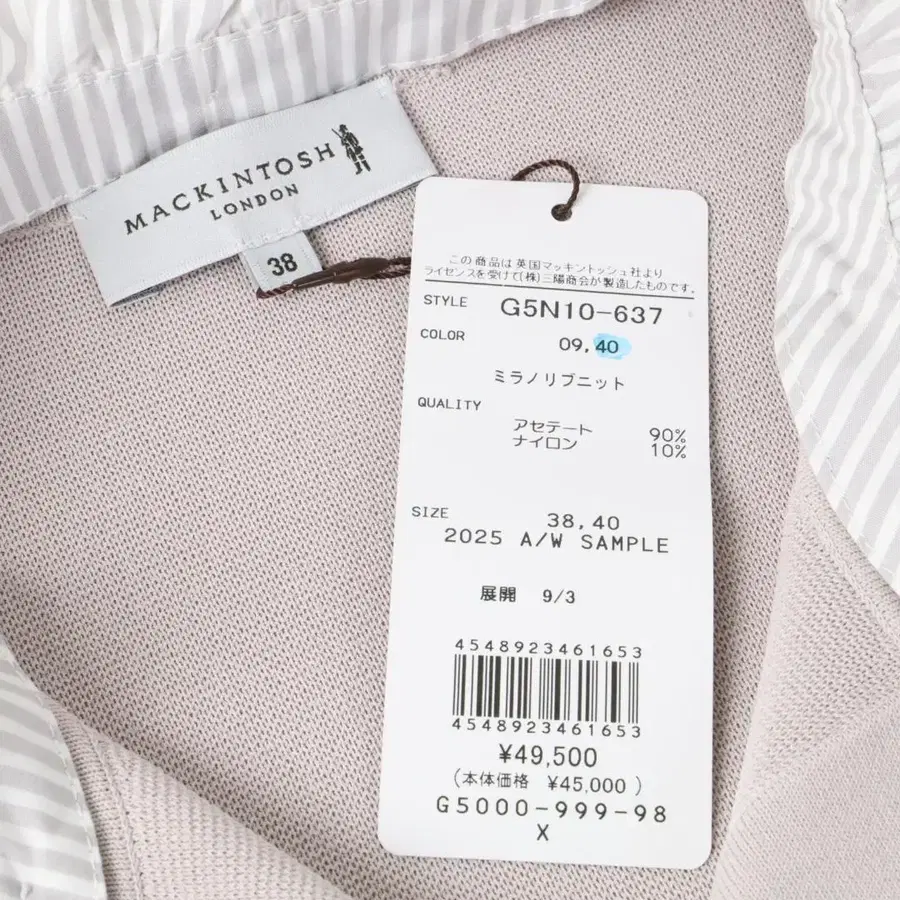 MACKINTOSH
LONDON
38
この商品は英国マッキントッシュ社より
ライセンスを受けて(株)三陽商会が製造したものです。
STYLE G5N10-637
COLOR 09,40
ミラノリブニット
QUALITY
アセテート 90%
ナイロン 10%
SIZE 38,40
2025 A/W SAMPLE
展開 9/3
4548923461653
4548923461653
¥49,500
(本体価格 ¥45,000 )
G5000-999-98
X